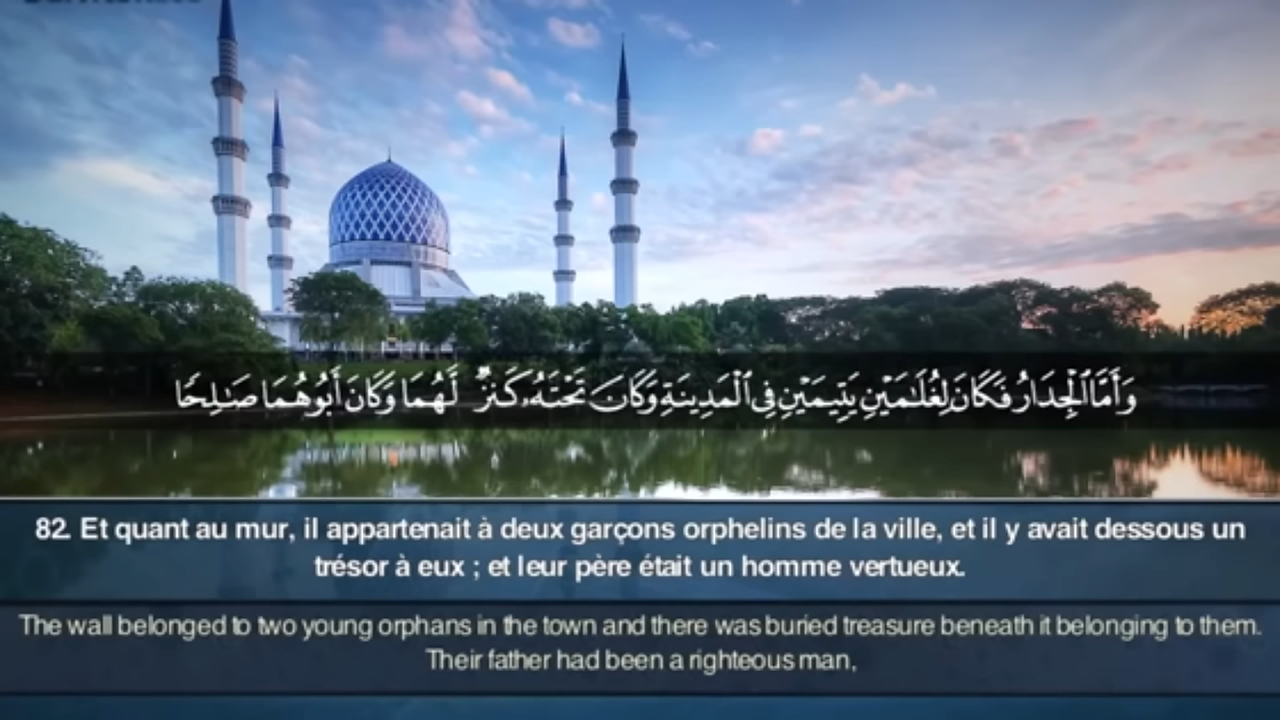 وَأَمَّا ٱلْجِدَارُ فَكَانَ لِغُلَـٰمَيْنِ يَتِيمَيْنِ فِى ٱلْمَدِينَةِ وَكَانَ تَحْتَهُۥ كَنزٌ لَّهُمَا وَكَانَ أَبُوهُمَا صَـٰلِحًا
82. Et quant au mur, il appartenait à deux garçons orphelins de la ville, et il y avait dessous un
trésor à eux ; et leur père était un homme vertueux.
The wall belonged to two young orphans in the town and there was buried treasure beneath it belonging to them.
Their father had been a righteous man,